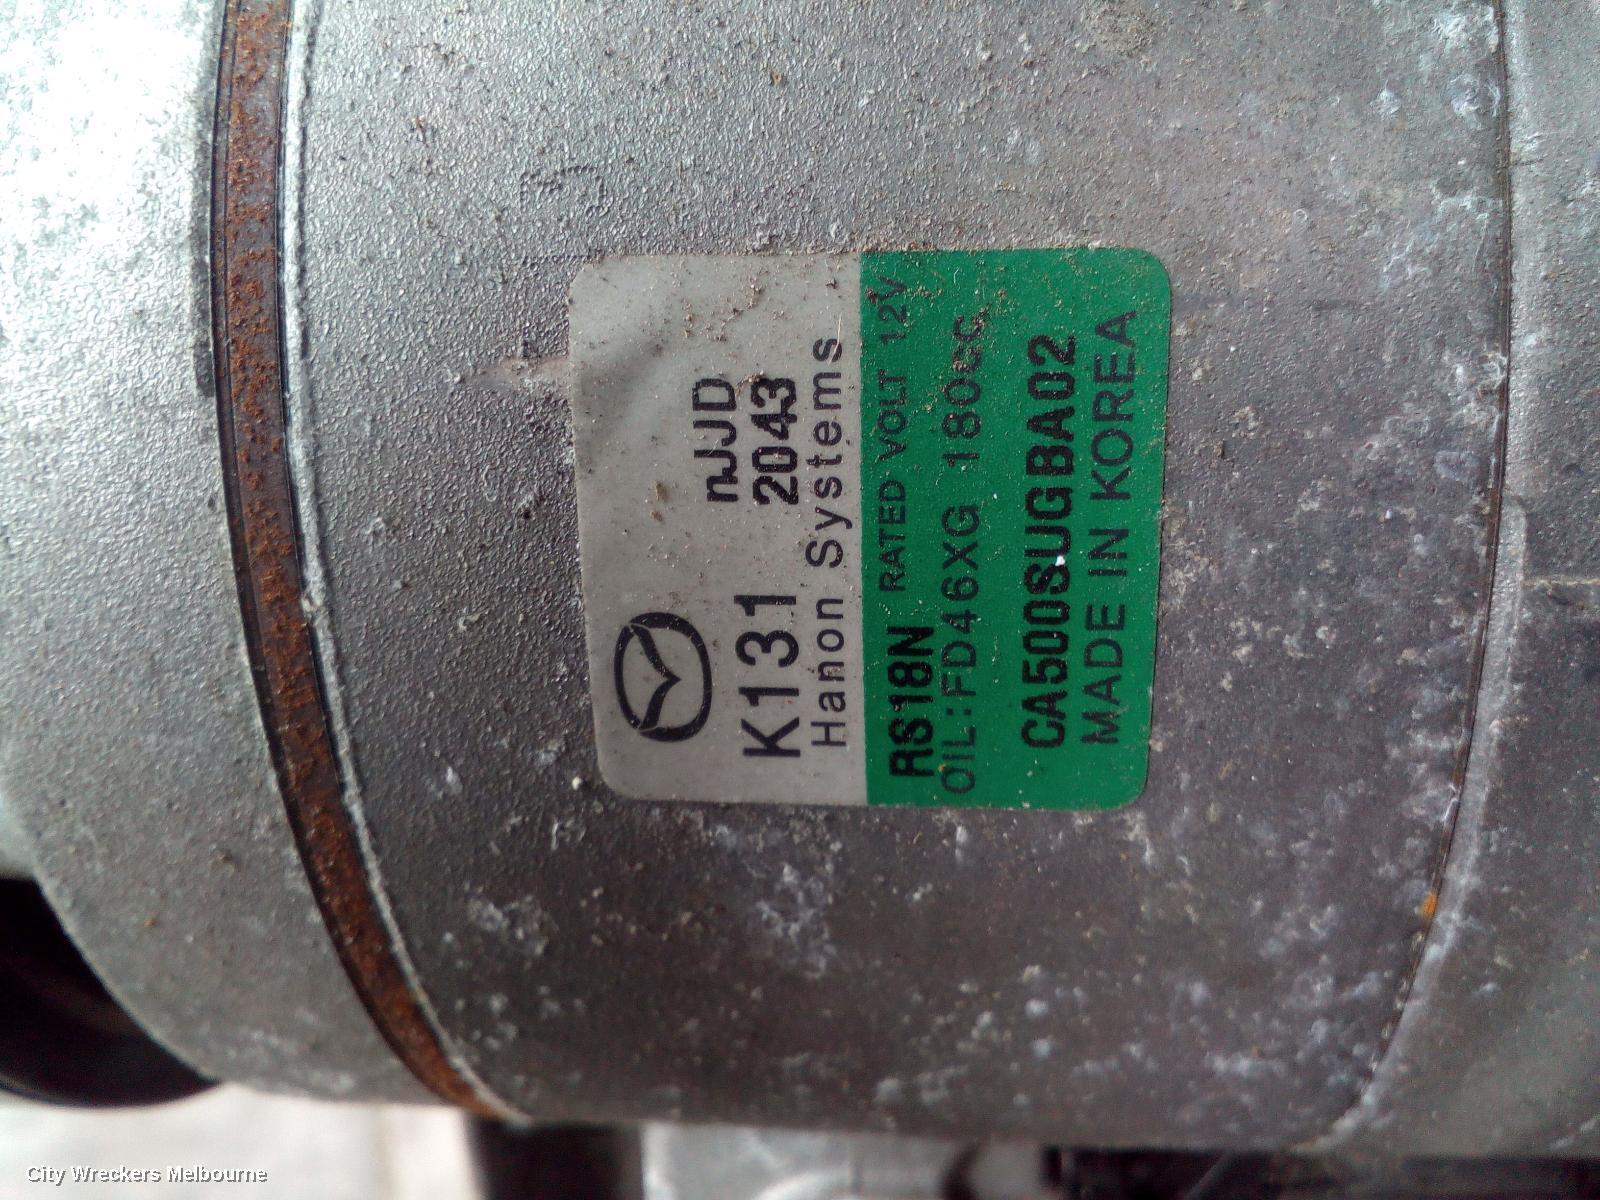 nJJD
K131 2043
Hanon Systems
RS18N RATED VOLT 12V
OIL:FD46XG 180cc
CA500SUGBA02
MADE IN KOREA
City Wreckers Melbourne